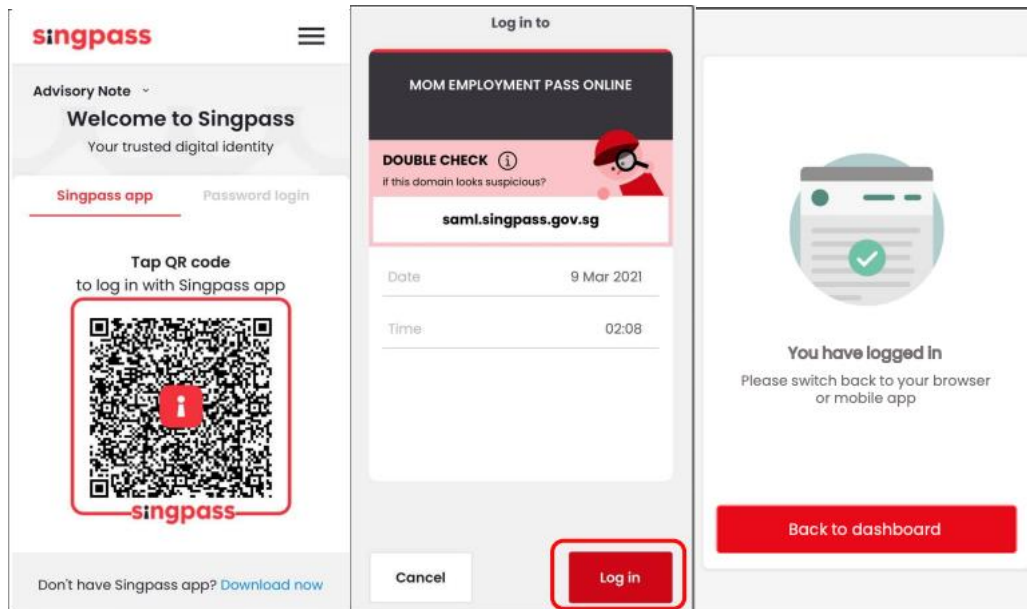 singpass
Advisory Note
Welcome to Singpass
Your trusted digital identity
Singpass app
Password login
Tap QR code
to log in with Singpass app
singpass
Don't have Singpass app? Download now
Log in to
MOM EMPLOYMENT PASS ONLINE
DOUBLE CHECK
if this domain looks suspicious?
saml.singpass.gov.sg
Date 9 Mar 2021
Time 02:08
Cancel
Log in
You have logged in
Please switch back to your browser
or mobile app
Back to dashboard